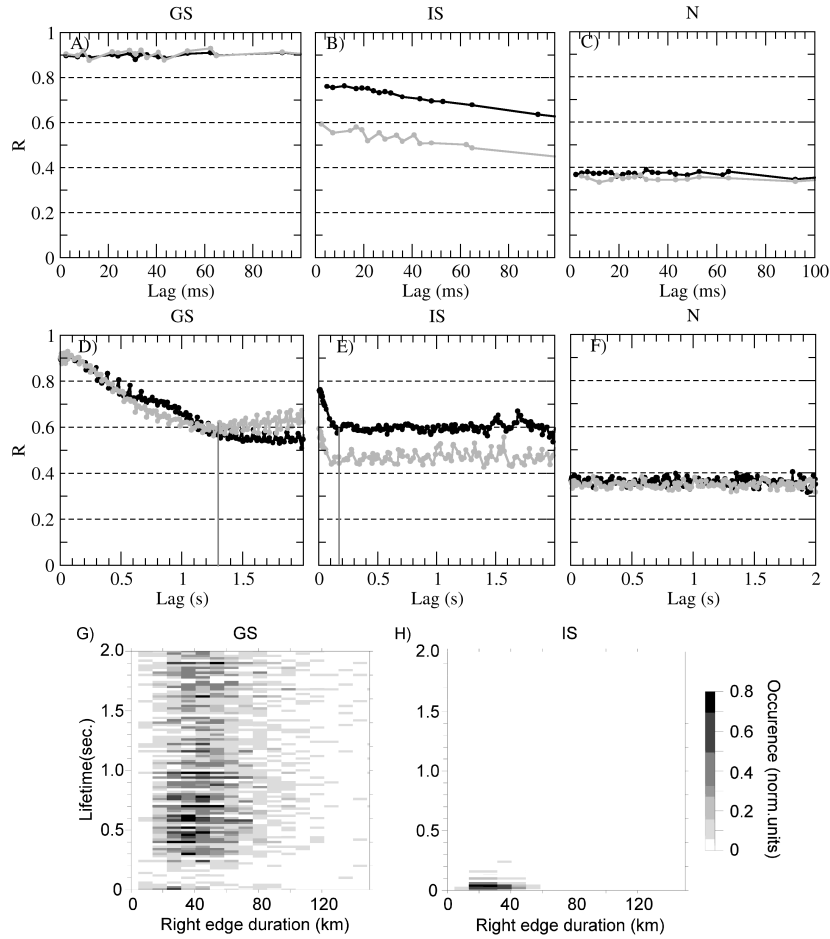 GS
IS
N
A)
B)
C)
R
1
0.8
0.6
0.4
0.2
0
0 20 40 60 80
0 20 40 60 80
0 20 40 60 80 100
Lag (ms)
Lag (ms)
Lag (ms)
GS
IS
N
D)
E)
F)
R
1
0.8
0.6
0.4
0.2
0
0 0.5 1 1.5
0 0.5 1 1.5
0 0.5 1 1.5 2
Lag (s)
Lag (s)
Lag (s)
G)
GS
H)
IS
Lifetime(sec.)
2.0
1.5
1.0
0.5
0
0 40 80 120
Right edge duration (km)
2.0
1.5
1.0
0.5
0
0 40 80 120
Right edge duration (km)
0.8
0.6
0.4
0.2
0
Occurence (norm.units)